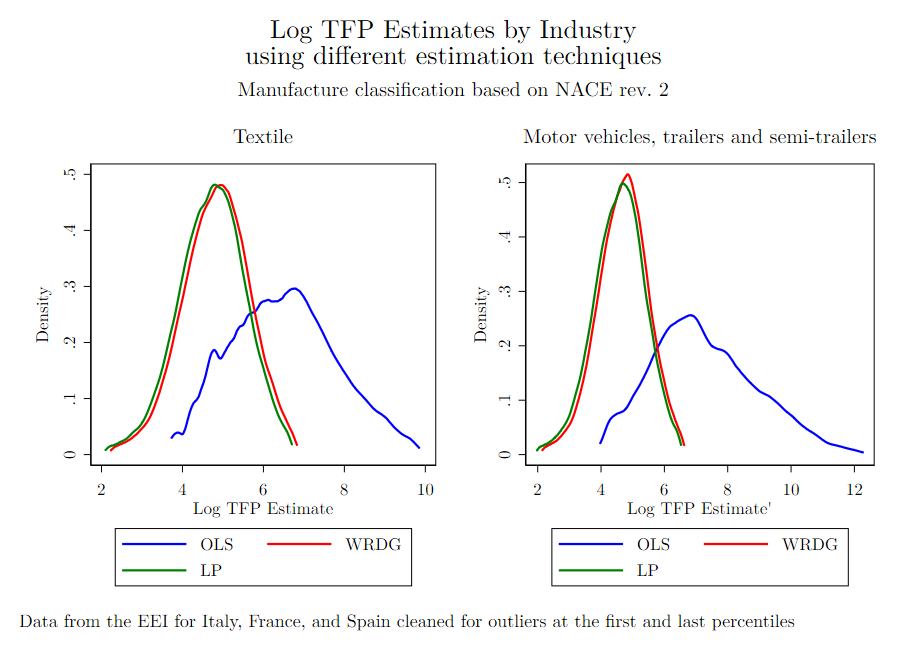 Log TFP Estimates by Industry
using different estimation techniques
Manufacture classification based on NACE rev. 2
Textile
.5
.4
.3
.2
.1
0
Density
2 4 6 8 10
Log TFP Estimate
OLS WRDG
LP
Motor vehicles, trailers and semi-trailers
.5
.4
.3
.2
.1
0
Density
2 4 6 8 10 12
Log TFP Estimate'
OLS WRDG
LP
Data from the EEI for Italy, France, and Spain cleaned for outliers at the first and last percentiles